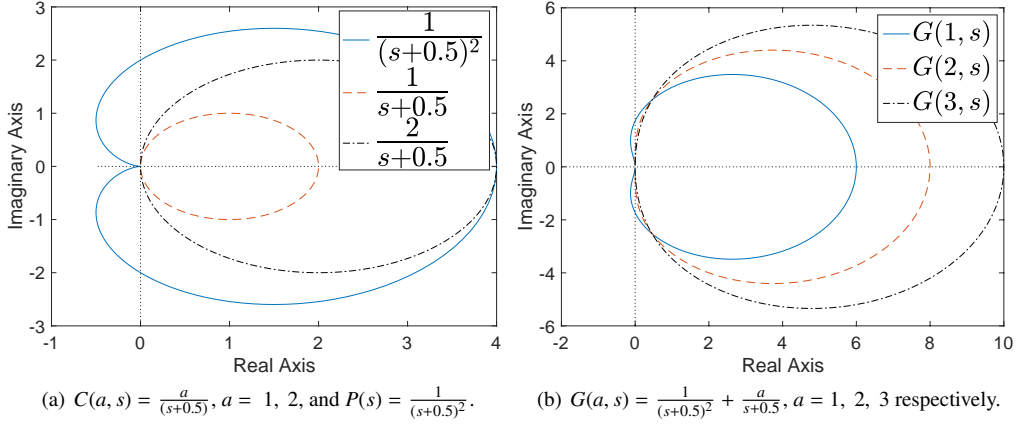 3
2
1
0
-1
-2
-3
Imaginary Axis
-1
0
1
2
3
4
Real Axis
1/(s+0.5)²
1/(s+0.5)
2/(s+0.5)
(a) C(a, s) = a/(s+0.5), a = 1, 2, and P(s) = 1/(s+0.5)².
6
4
2
0
-2
-4
-6
Imaginary Axis
-2
0
2
4
6
8
10
Real Axis
G(1, s)
G(2, s)
G(3, s)
(b) G(a, s) = 1/(s+0.5)² + a/(s+0.5), a = 1, 2, 3 respectively.